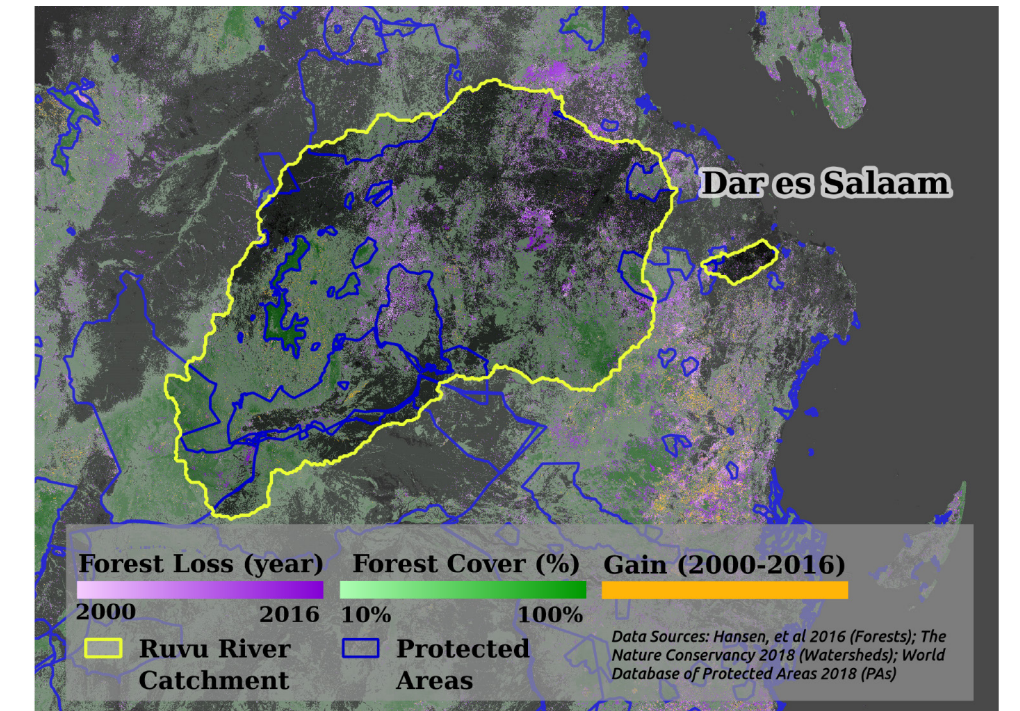 Dar es Salaam
Forest Loss (year)
Forest Cover (%)
Gain (2000-2016)
2000
2016
10%
100%
Ruvu River
Catchment
Protected
Areas
Data Sources: Hansen, et al 2016 (Forests); The
Nature Conservancy 2018 (Watersheds); World
Database of Protected Areas 2018 (PAs)